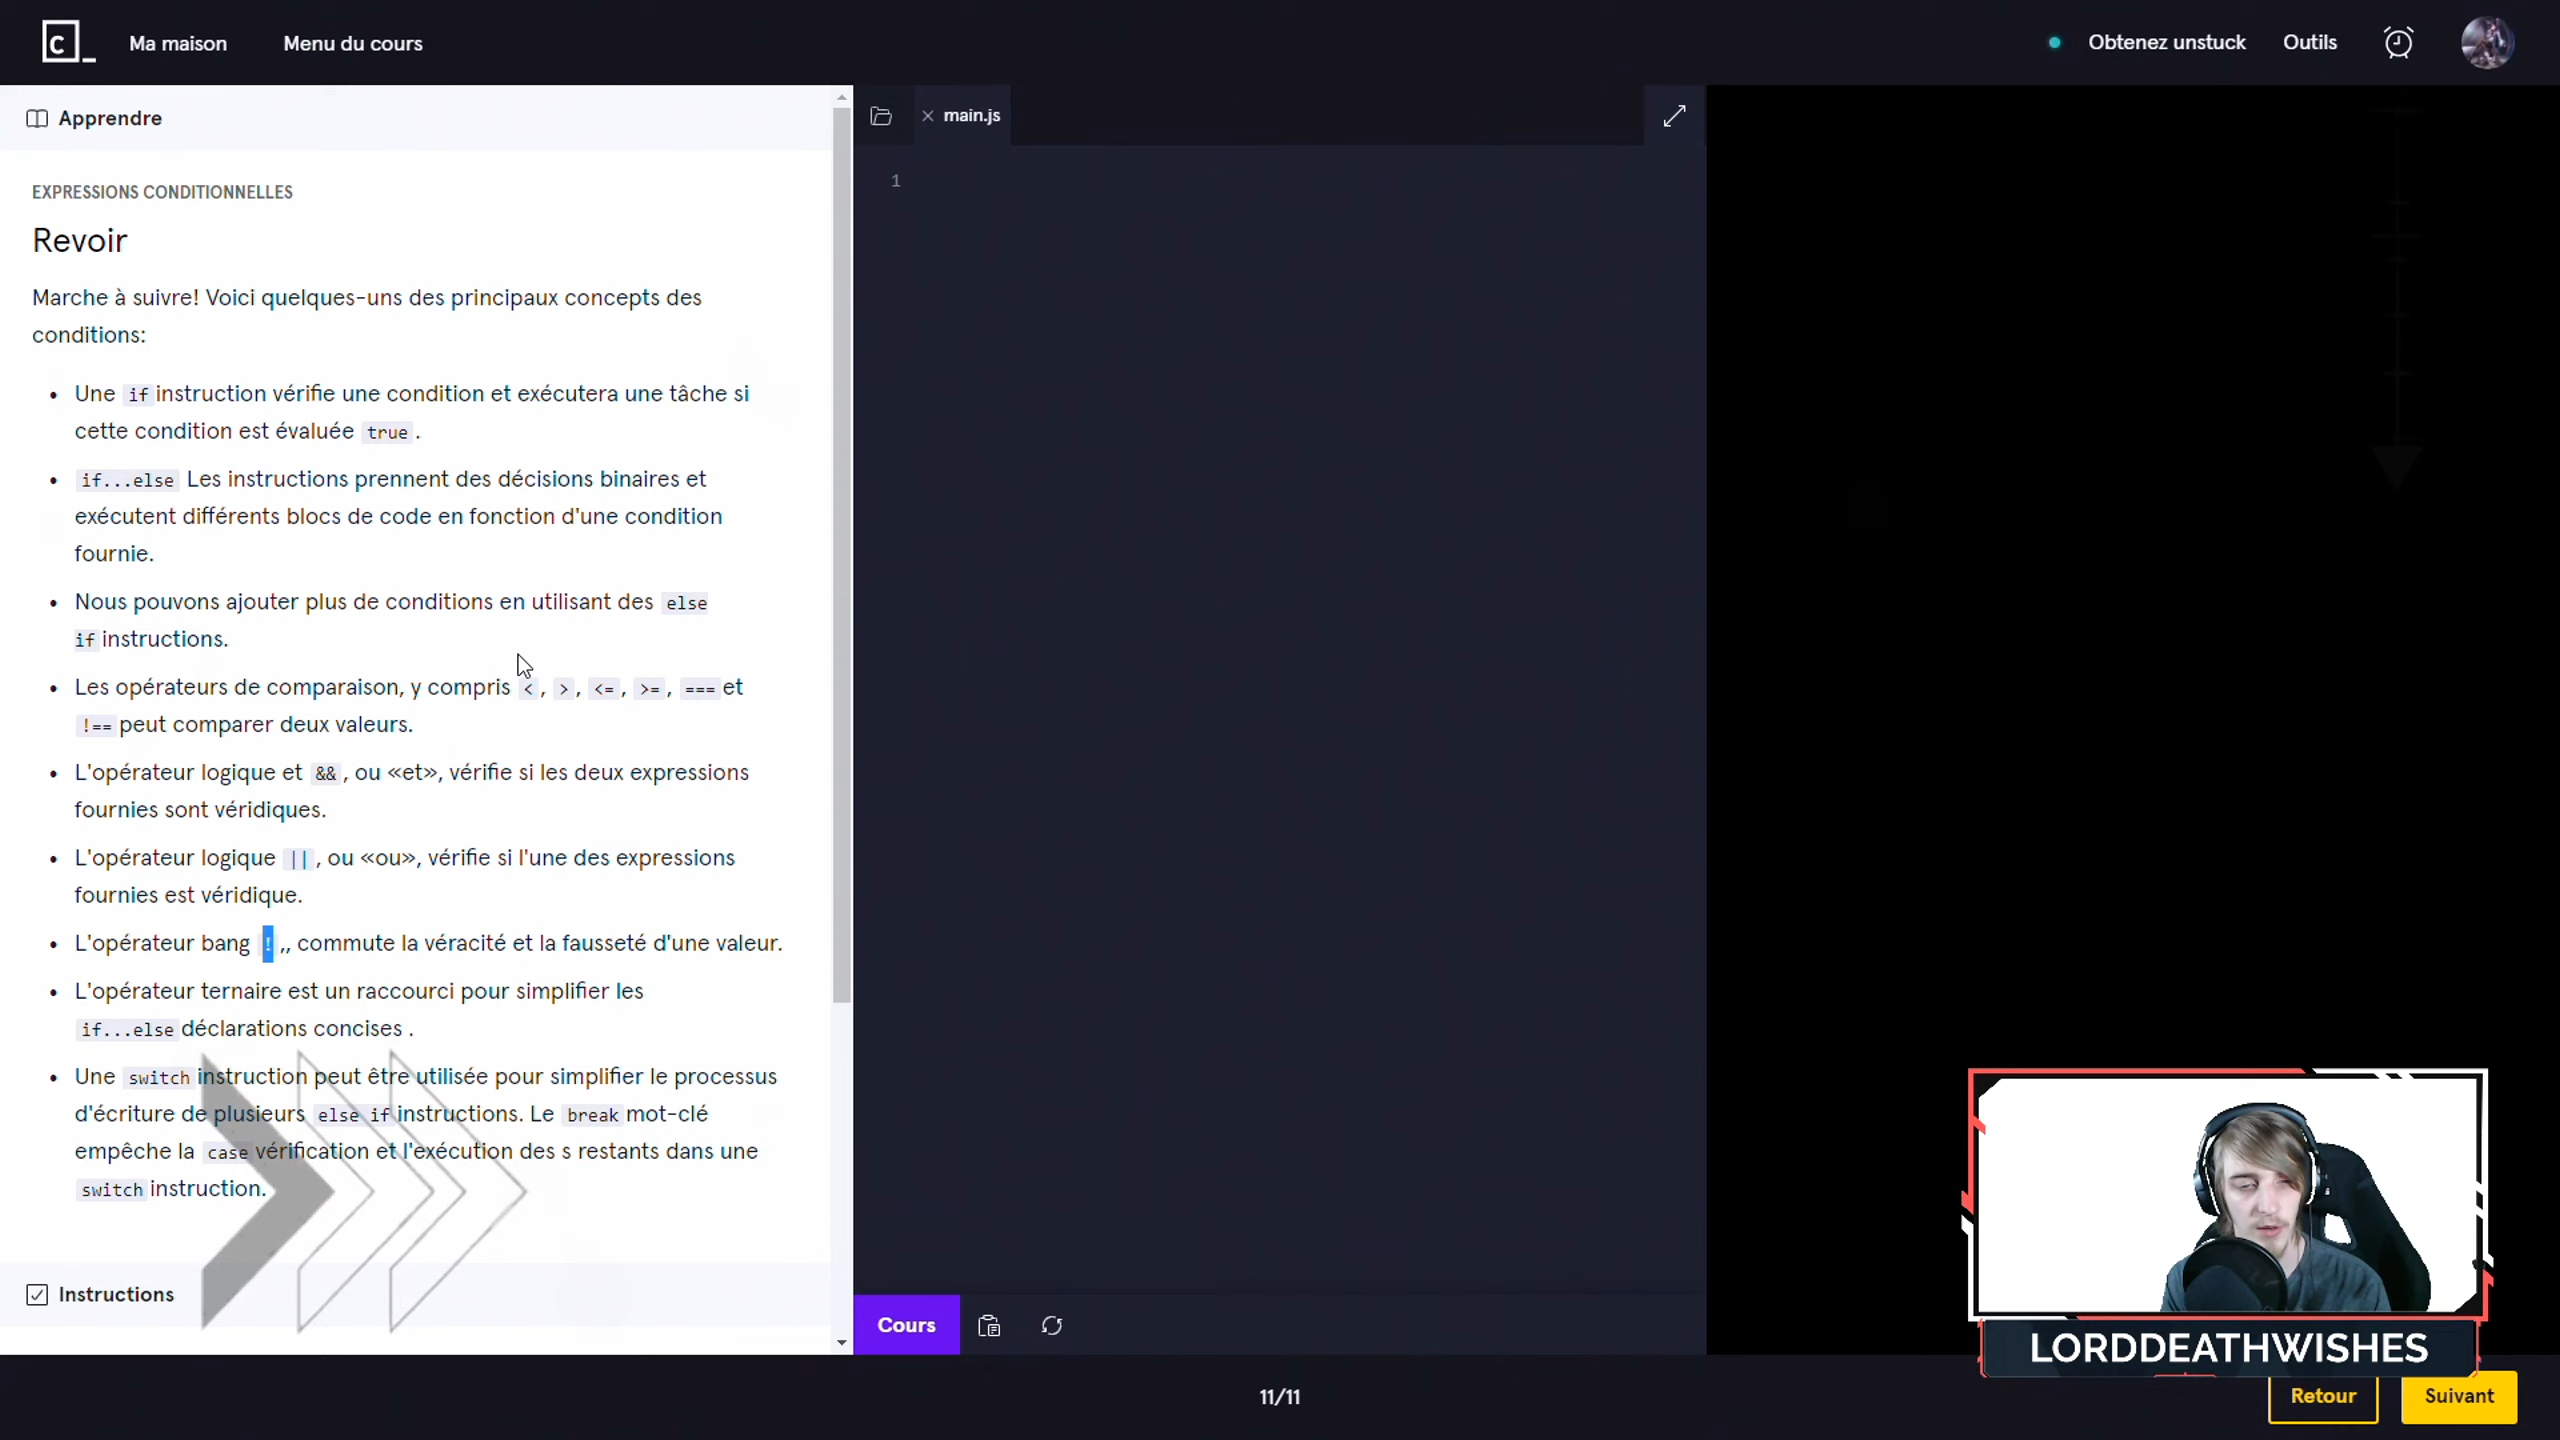 C_ Ma maison Menu du cours Obtenez unstuck Outils
Apprendre
main.js
1
EXPRESSIONS CONDITIONNELLES
Revoir
Marche à suivre! Voici quelques-uns des principaux concepts des
conditions:
• Une if instruction vérifie une condition et exécutera une tâche si
cette condition est évaluée true .
• if...else Les instructions prennent des décisions binaires et
exécutent différents blocs de code en fonction d'une condition
fournie.
• Nous pouvons ajouter plus de conditions en utilisant des else
if instructions.
• Les opérateurs de comparaison, y compris < , > , <= , >= , === et
!== peut comparer deux valeurs.
• L'opérateur logique et && , ou «et», vérifie si les deux expressions
fournies sont véridiques.
• L'opérateur logique || , ou «ou», vérifie si l'une des expressions
fournies est véridique.
• L'opérateur bang ! ,, commute la véracité et la fausseté d'une valeur.
• L'opérateur ternaire est un raccourci pour simplifier les
if...else déclarations concises .
• Une switch instruction peut être utilisée pour simplifier le processus
d'écriture de plusieurs else if instructions. Le break mot-clé
empêche la case vérification et l'exécution des s restants dans une
switch instruction.
Instructions
Cours
LORDDEATHWISHES
11/11
Retour Suivant